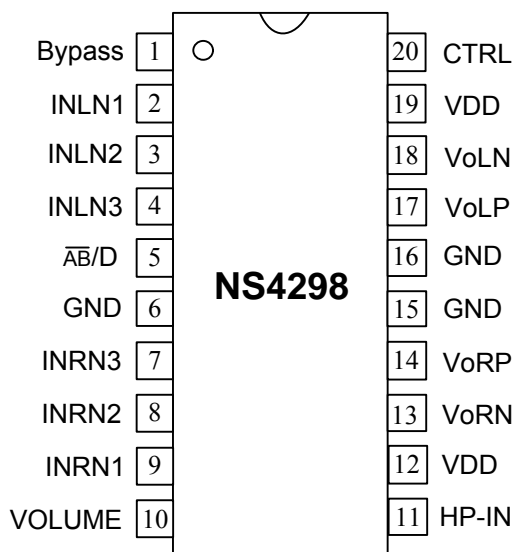 Bypass 1 20 CTRL
INLN1 2 19 VDD
INLN2 3 18 VoLN
INLN3 4 17 VoLP
A̅B̅/D 5 16 GND
NS4298
GND 6 15 GND
INRN3 7 14 VoRP
INRN2 8 13 VoRN
INRN1 9 12 VDD
VOLUME 10 11 HP-IN